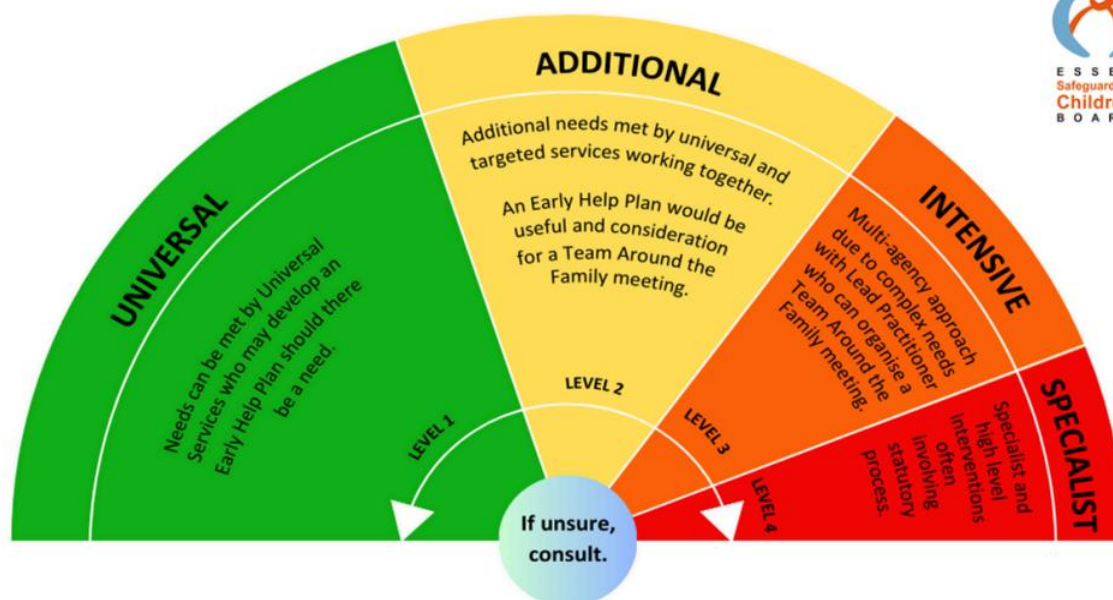 UNIVERSAL
Needs can be met by Universal
Services who may develop an
Early Help Plan should there
be a need.
LEVEL 1
ADDITIONAL
Additional needs met by universal and
targeted services working together.
An Early Help Plan would be
useful and consideration
for a Team Around the
Family meeting.
LEVEL 2
INTENSIVE
Multi-agency approach
due to complex needs
with Lead Practitioner
who can organise a
Team Around the
Family meeting.
LEVEL 3
SPECIALIST
Specialist and
high level
interventions
often
involving
statutory
process.
LEVEL 4
If unsure,
consult.